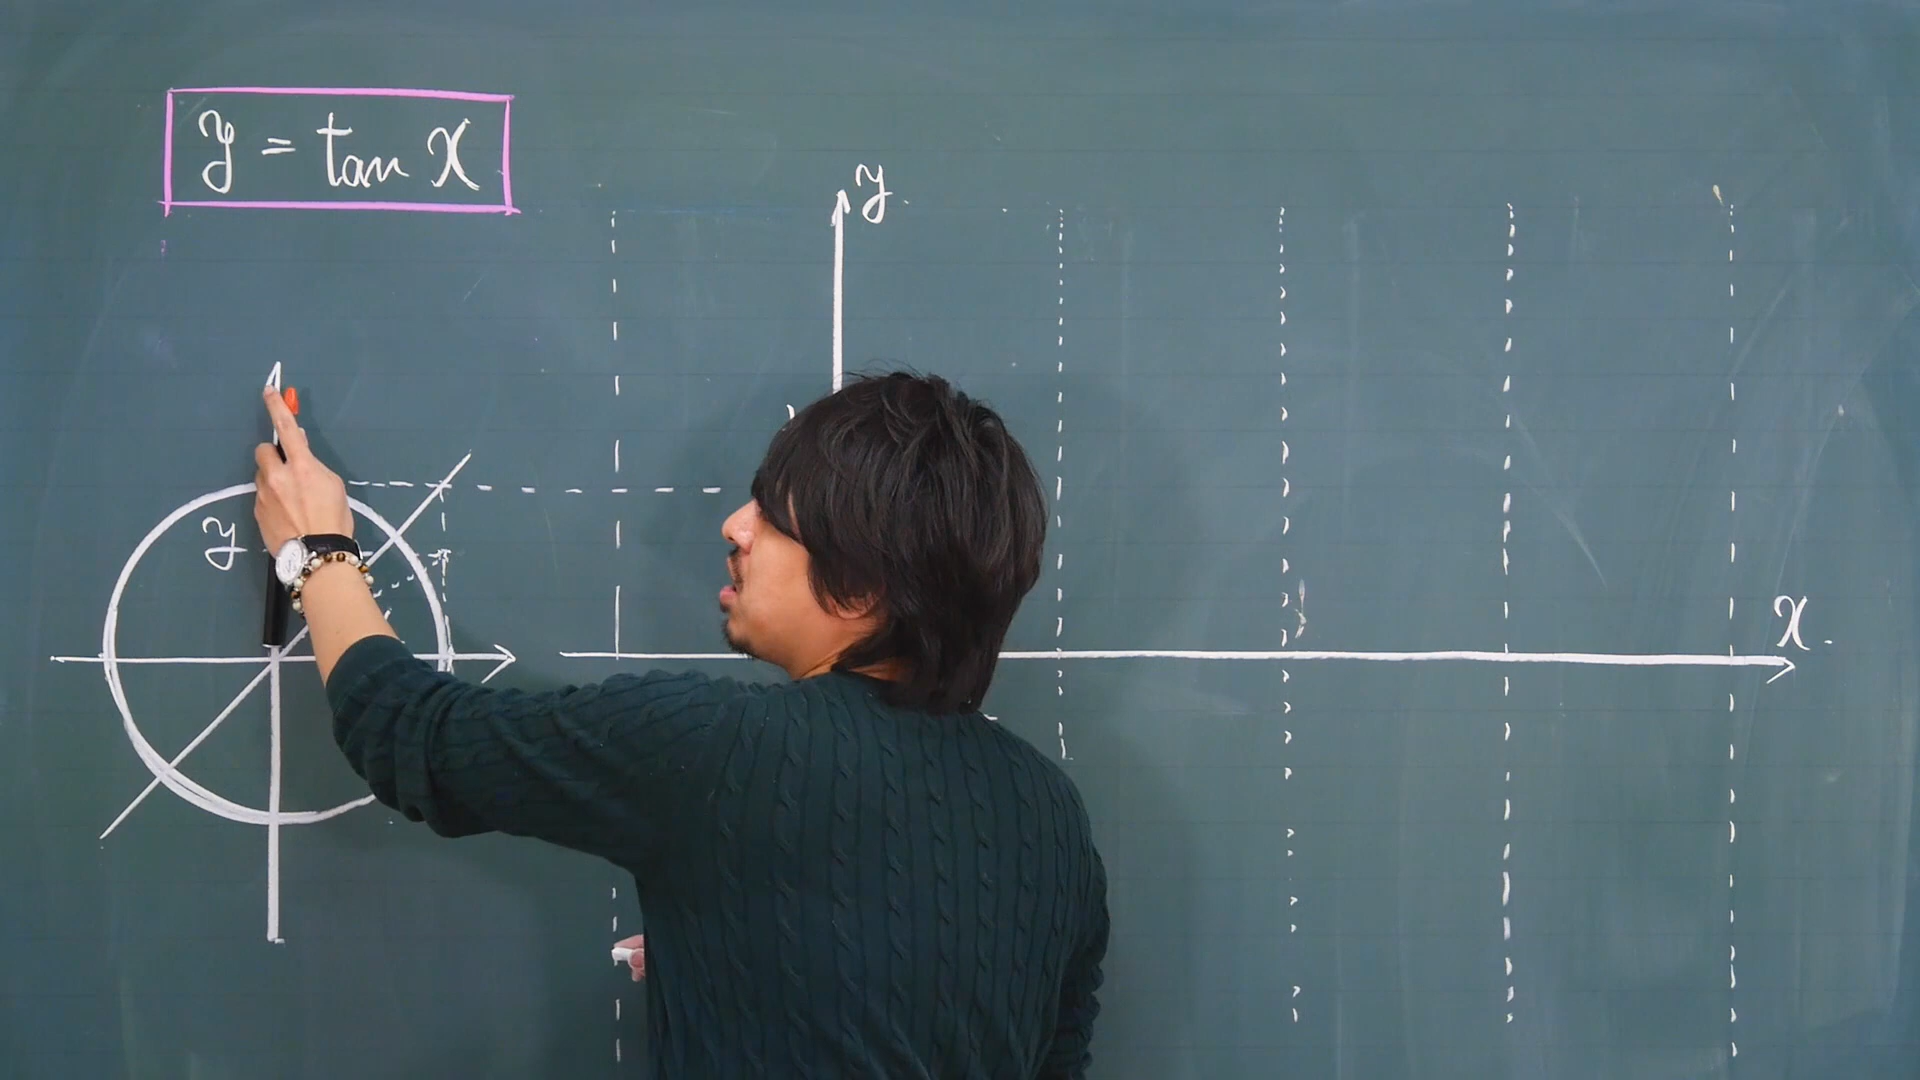 y = tan x
y
y
x